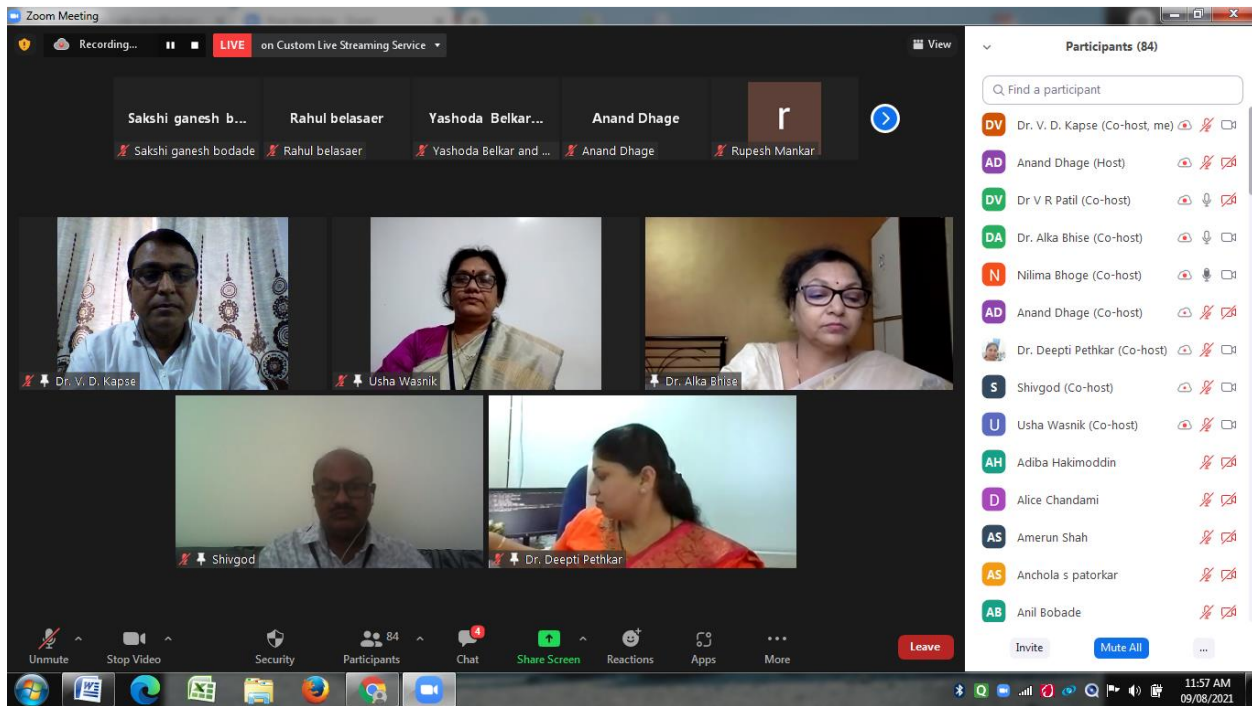 Zoom Meeting
Recording...
LIVE on Custom Live Streaming Service
View
Sakshi ganesh b...
Rahul belasaer
Yashoda Belkar...
Anand Dhage
r
Sakshi ganesh bodade
Rahul belasaer
Yashoda Belkar and ...
Anand Dhage
Rupesh Mankar
Dr. V. D. Kapse
Usha Wasnik
Dr. Alka Bhise
Shivgod
Dr. Deepti Pethkar
Participants (84)
Find a participant
DV Dr. V. D. Kapse (Co-host, me)
AD Anand Dhage (Host)
DV Dr V R Patil (Co-host)
DA Dr. Alka Bhise (Co-host)
N Nilima Bhoge (Co-host)
AD Anand Dhage (Co-host)
Dr. Deepti Pethkar (Co-host)
S Shivgod (Co-host)
U Usha Wasnik (Co-host)
AH Adiba Hakimoddin
D Alice Chandami
AS Amerun Shah
AS Anchola s patorkar
AB Anil Bobade
Invite
Mute All
...
Unmute
Stop Video
Security
84
Participants
4
Chat
Share Screen
Reactions
Apps
More
Leave
11:57 AM
09/08/2021